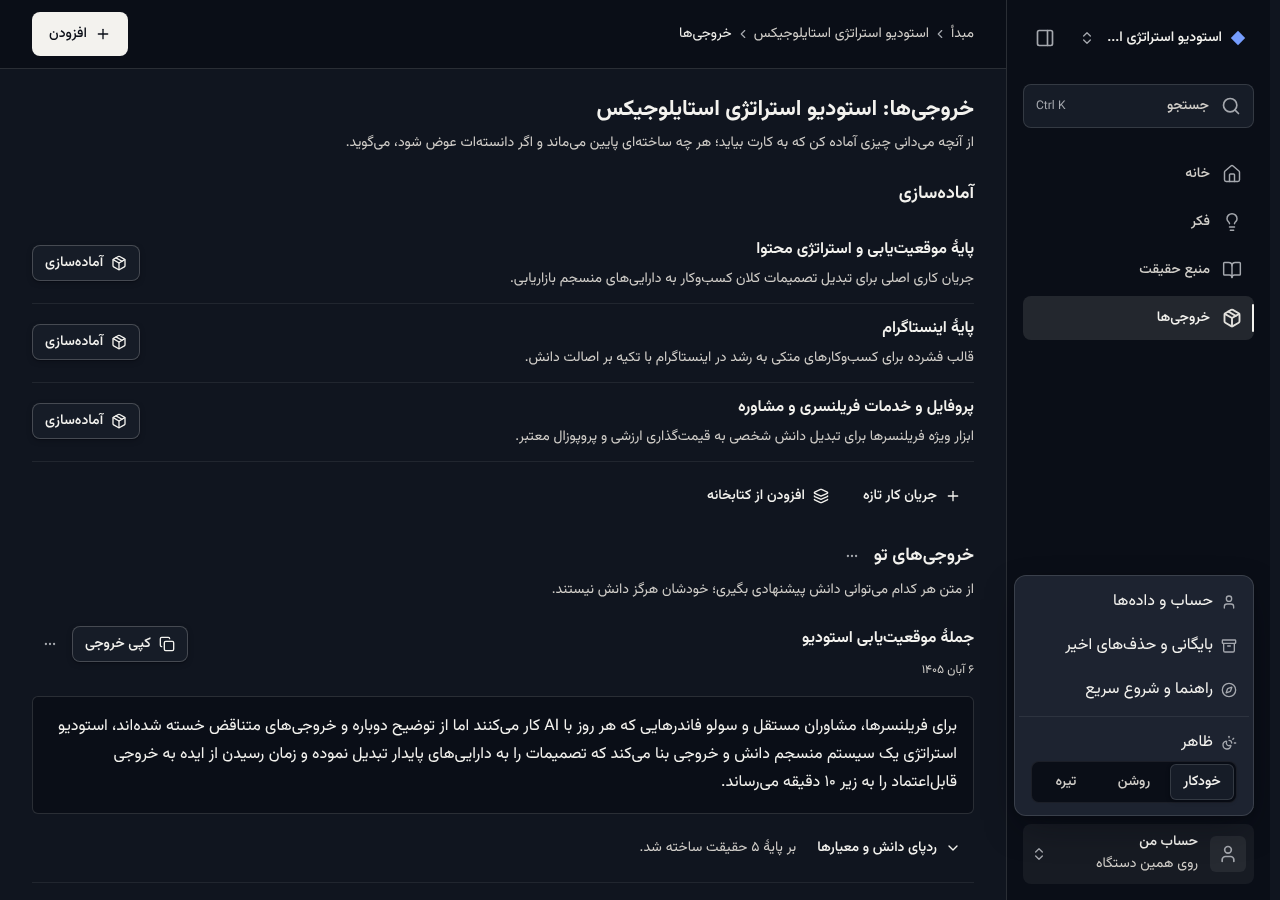 استودیو استراتژی ا...
جستجو
Ctrl K
خانه
فکر
منبع حقیقت
خروجی‌ها
حساب و داده‌ها
بایگانی و حذف‌های اخیر
راهنما و شروع سریع
ظاهر
خودکار
روشن
تیره
حساب من
روی همین دستگاه
مبدأ › استودیو استراتژی استایلوجیکس › خروجی‌ها
افزودن
خروجی‌ها: استودیو استراتژی استایلوجیکس
از آنچه می‌دانی چیزی آماده کن که به کارت بیاید؛ هر چه ساخته‌ای پایین می‌ماند و اگر دانسته‌ات عوض شود، می‌گوید.
آماده‌سازی
پایهٔ موقعیت‌یابی و استراتژی محتوا
جریان کاری اصلی برای تبدیل تصمیمات کلان کسب‌وکار به دارایی‌های منسجم بازاریابی.
آماده‌سازی
پایهٔ اینستاگرام
قالب فشرده برای کسب‌وکارهای متکی به رشد در اینستاگرام با تکیه بر اصالت دانش.
آماده‌سازی
پروفایل و خدمات فریلنسری و مشاوره
ابزار ویژه فریلنسرها برای تبدیل دانش شخصی به قیمت‌گذاری ارزشی و پروپوزال معتبر.
آماده‌سازی
جریان کار تازه
افزودن از کتابخانه
خروجی‌های تو
از متن هر کدام می‌توانی دانش پیشنهادی بگیری؛ خودشان هرگز دانش نیستند.
جملهٔ موقعیت‌یابی استودیو
۶ آبان ۱۴۰۵
کپی خروجی
برای فریلنسرها، مشاوران مستقل و سولو فاندرهایی که هر روز با AI کار می‌کنند اما از توضیح دوباره و خروجی‌های متناقض خسته شده‌اند، استودیو
استراتژی یک سیستم منسجم دانش و خروجی بنا می‌کند که تصمیمات را به دارایی‌های پایدار تبدیل نموده و زمان رسیدن از ایده به خروجی
قابل‌اعتماد را به زیر ۱۰ دقیقه می‌رساند.
ردپای دانش و معیارها
بر پایهٔ ۵ حقیقت ساخته شد.